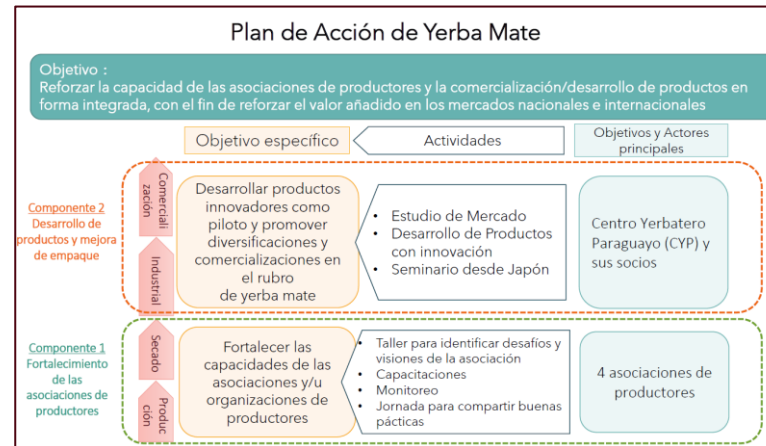 Plan de Acción de Yerba Mate
Objetivo :
Reforzar la capacidad de las asociaciones de productores y la comercialización/desarrollo de productos en
forma integrada, con el fin de reforzar el valor añadido en los mercados nacionales e internacionales
Objetivo específico
Actividades
Objetivos y Actores
principales
Componente 2
Desarrollo de
productos y mejora
de empaque
Comerciali
zación
Industrial
Desarrollar productos
innovadores como
piloto y promover
diversificaciones y
comercializaciones en
el rubro
de yerba mate
• Estudio de Mercado
• Desarrollo de Productos
con innovación
• Seminario desde Japón
Centro Yerbatero
Paraguayo (CYP) y
sus socios
Componente 1
Fortalecimiento
de las
asociaciones de
productores
Secado
Produc
ción
Fortalecer las
capacidades de las
asociaciones y/u
organizaciones de
productores
• Taller para identificar desafíos y
visiones de la asociación
• Capacitaciones
• Monitoreo
• Jornada para compartir buenas
pácticas
4 asociaciones de
productores